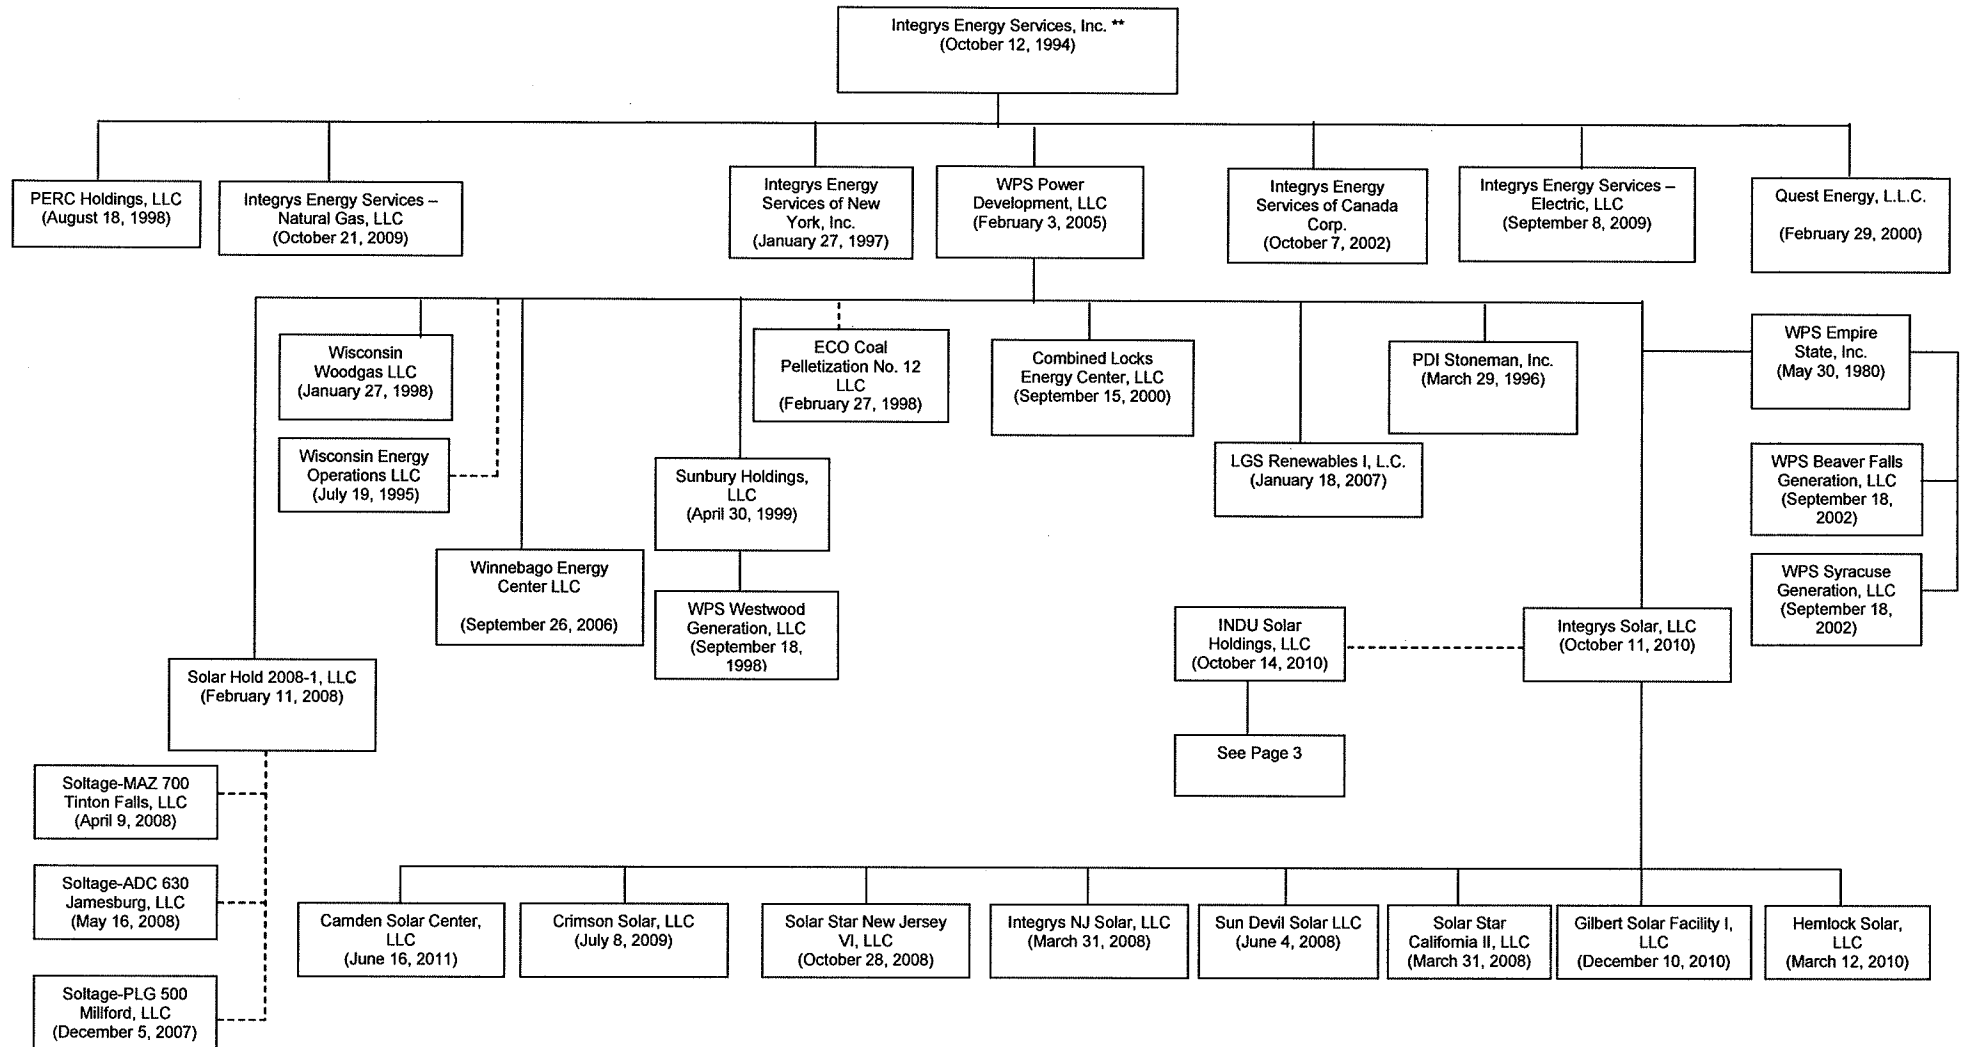 Integrys Energy Services, Inc. **
(October 12, 1994)
PERC Holdings, LLC
(August 18, 1998)
Integrys Energy Services –
Natural Gas, LLC
(October 21, 2009)
Integrys Energy
Services of New
York, Inc.
(January 27, 1997)
WPS Power
Development, LLC
(February 3, 2005)
Integrys Energy
Services of Canada
Corp.
(October 7, 2002)
Integrys Energy Services –
Electric, LLC
(September 8, 2009)
Quest Energy, L.L.C.
(February 29, 2000)
Wisconsin
Woodgas LLC
(January 27, 1998)
Wisconsin Energy
Operations LLC
(July 19, 1995)
Winnebago Energy
Center LLC
(September 26, 2006)
Sunbury Holdings,
LLC
(April 30, 1999)
WPS Westwood
Generation, LLC
(September 18,
1998)
ECO Coal
Pelletization No. 12
LLC
(February 27, 1998)
Combined Locks
Energy Center, LLC
(September 15, 2000)
LGS Renewables I, L.C.
(January 18, 2007)
PDI Stoneman, Inc.
(March 29, 1996)
WPS Empire
State, Inc.
(May 30, 1980)
WPS Beaver Falls
Generation, LLC
(September 18,
2002)
WPS Syracuse
Generation, LLC
(September 18,
2002)
INDU Solar
Holdings, LLC
(October 14, 2010)
See Page 3
Integrys Solar, LLC
(October 11, 2010)
Solar Hold 2008-1, LLC
(February 11, 2008)
Soltage-MAZ 700
Tinton Falls, LLC
(April 9, 2008)
Soltage-ADC 630
Jamesburg, LLC
(May 16, 2008)
Soltage-PLG 500
Millford, LLC
(December 5, 2007)
Camden Solar Center,
LLC
(June 16, 2011)
Crimson Solar, LLC
(July 8, 2009)
Solar Star New Jersey
VI, LLC
(October 28, 2008)
Integrys NJ Solar, LLC
(March 31, 2008)
Sun Devil Solar LLC
(June 4, 2008)
Solar Star
California II, LLC
(March 31, 2008)
Gilbert Solar Facility I,
LLC
(December 10, 2010)
Hemlock Solar,
LLC
(March 12, 2010)